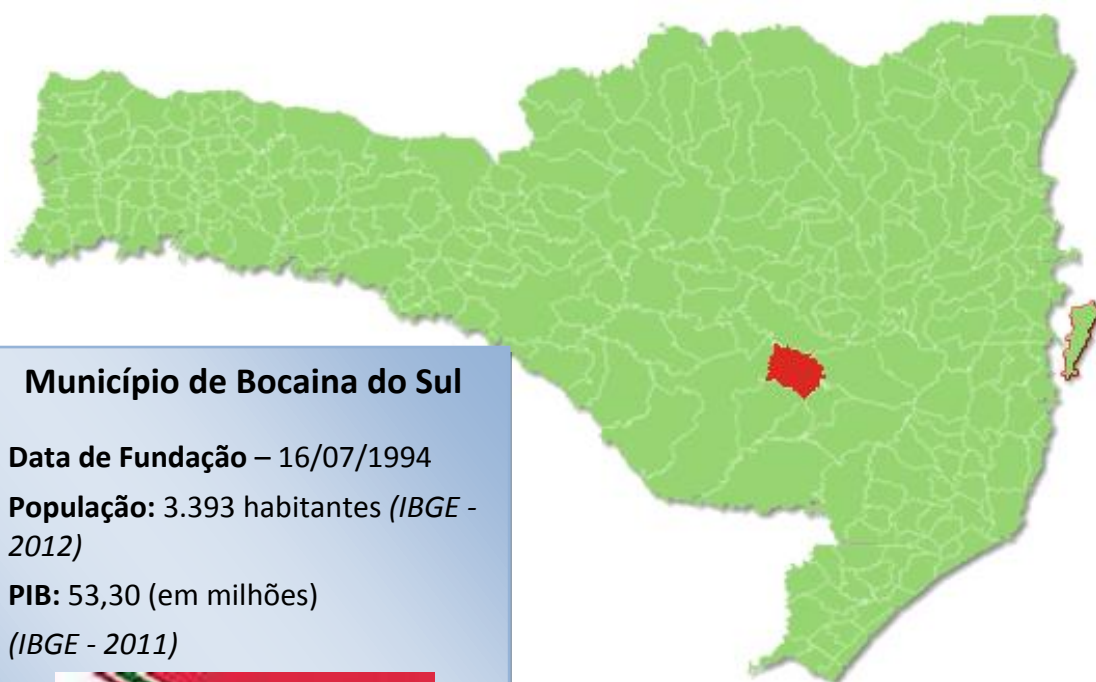 Município de Bocaina do Sul
Data de Fundação – 16/07/1994
População: 3.393 habitantes (IBGE -
2012)
PIB: 53,30 (em milhões)
(IBGE - 2011)